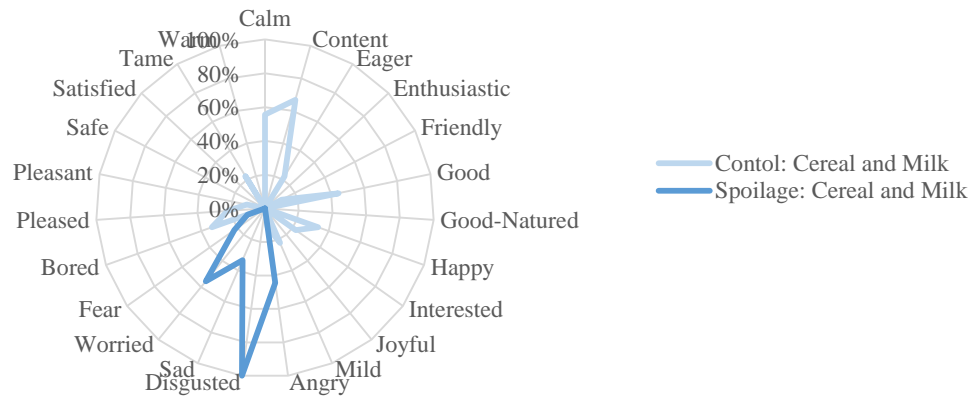 Calm
Content
Eager
Enthusiastic
Friendly
Good
Good-Natured
Happy
Interested
Joyful
Mild
Angry
Disgusted
Sad
Worried
Fear
Bored
Pleased
Pleasant
Safe
Satisfied
Tame
Warm
100%
80%
60%
40%
20%
0%
Contol: Cereal and Milk
Spoilage: Cereal and Milk